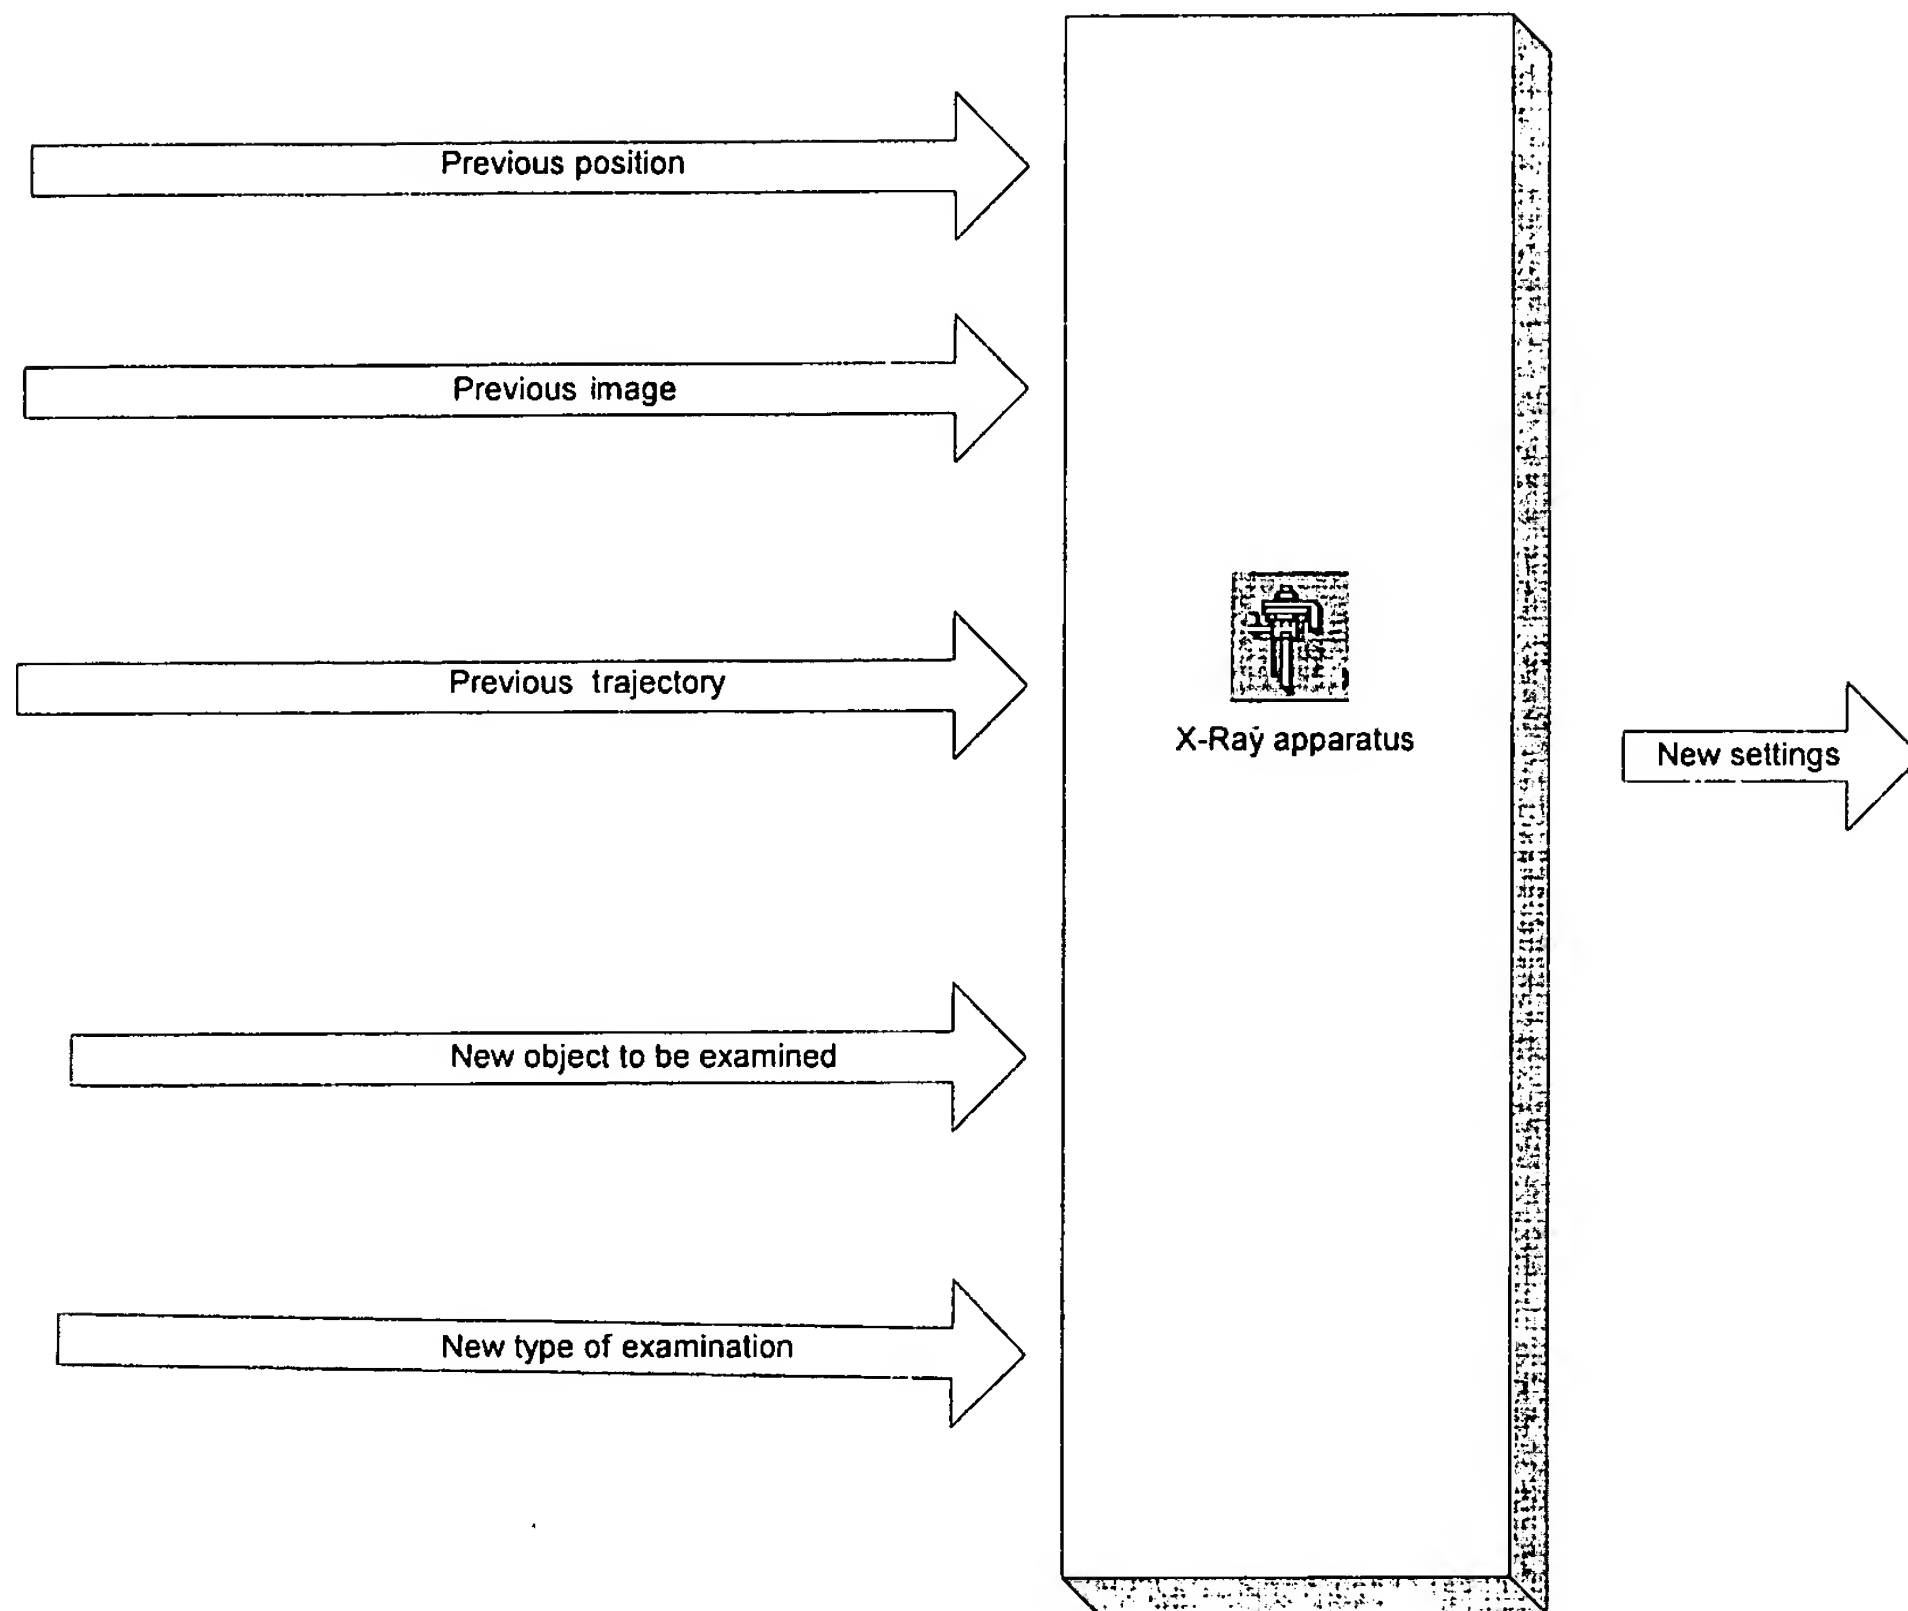 Previous position
Previous image
Previous trajectory
X-Ray apparatus
New settings
New object to be examined
New type of examination